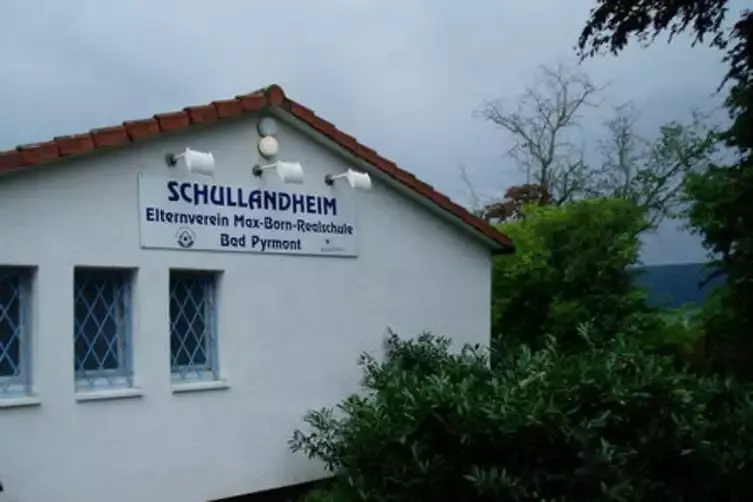 SCHULLANDHEIM
Elternverein Max-Born-Realschule
Bad Pyrmont